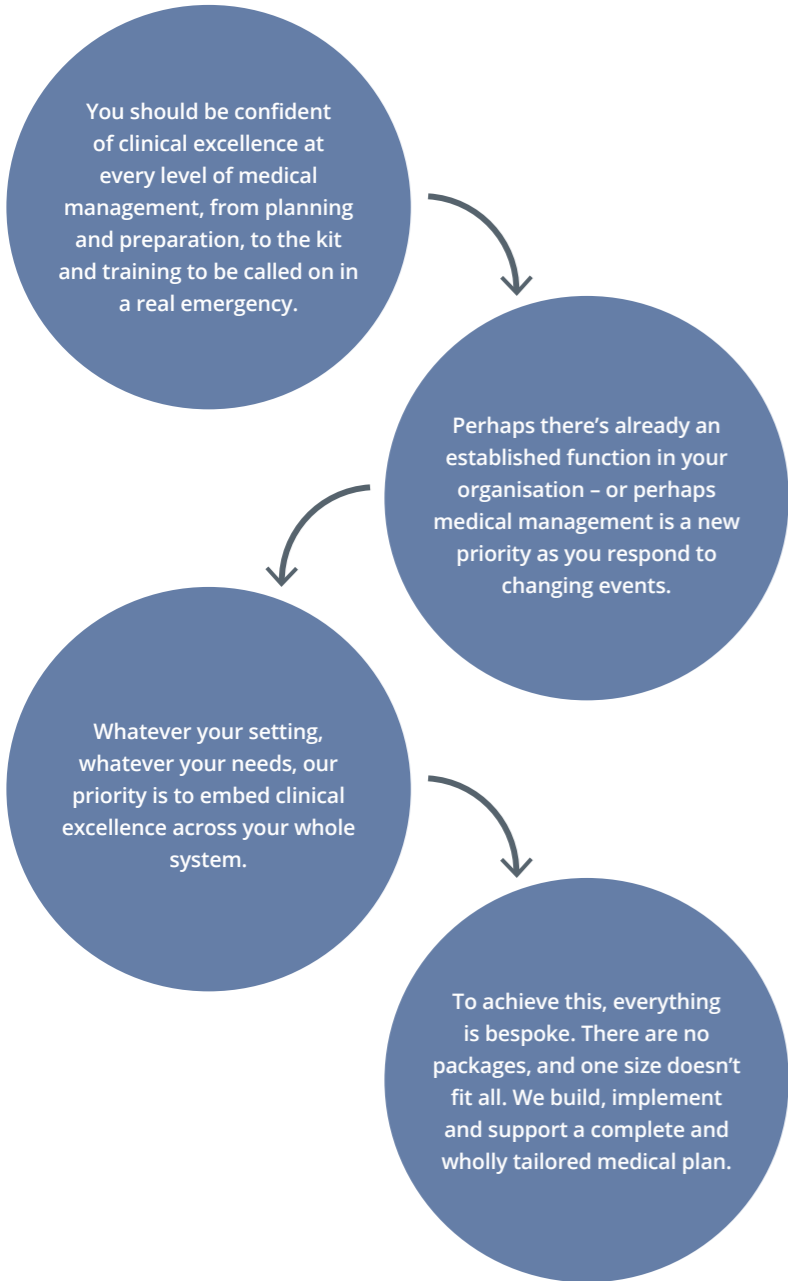 You should be confident
of clinical excellence at
every level of medical
management, from planning
and preparation, to the kit
and training to be called on in
a real emergency.
Perhaps there’s already an
established function in your
organisation – or perhaps
medical management is a new
priority as you respond to
changing events.
Whatever your setting,
whatever your needs, our
priority is to embed clinical
excellence across your whole
system.
To achieve this, everything
is bespoke. There are no
packages, and one size doesn’t
fit all. We build, implement
and support a complete and
wholly tailored medical plan.